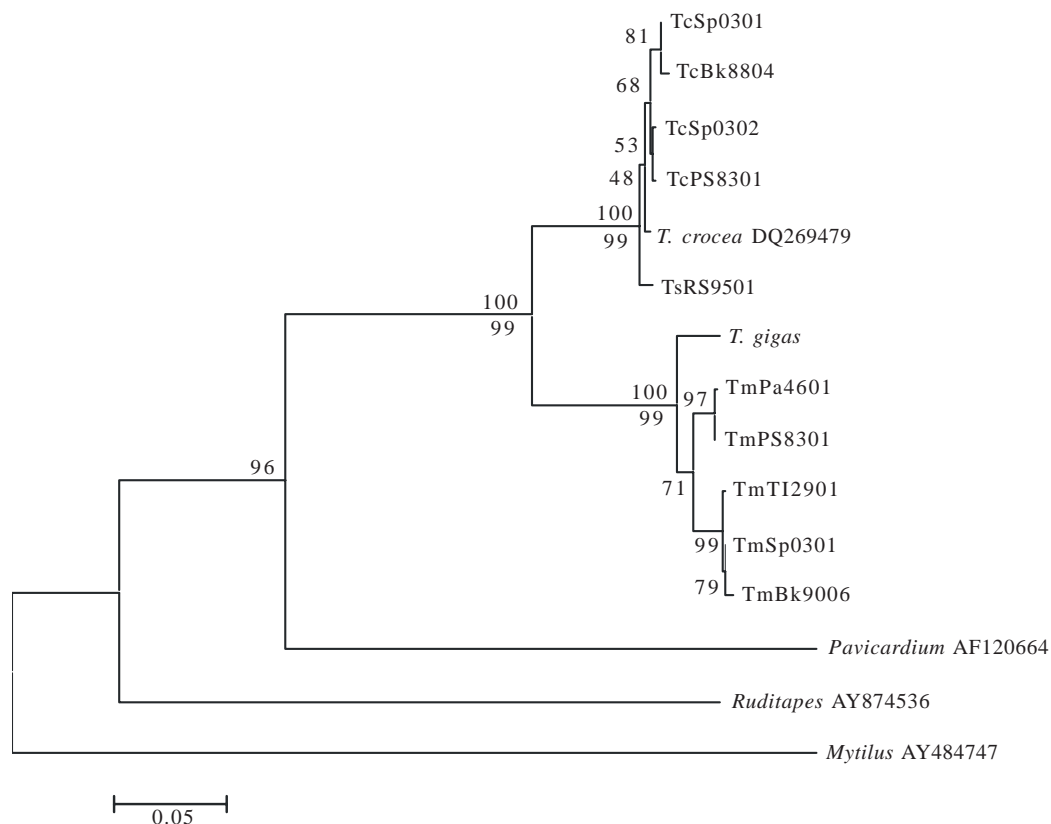 TcSp0301
81
TcBk8804
68
TcSp0302
53
48
TcPS8301
100
99
T. crocea DQ269479
TsRS9501
100
99
T. gigas
100
99
97
TmPa4601
TmPS8301
96
71
TmTI2901
99
TmSp0301
79
TmBk9006
Pavicardium AF120664
Ruditapes AY874536
Mytilus AY484747
0.05